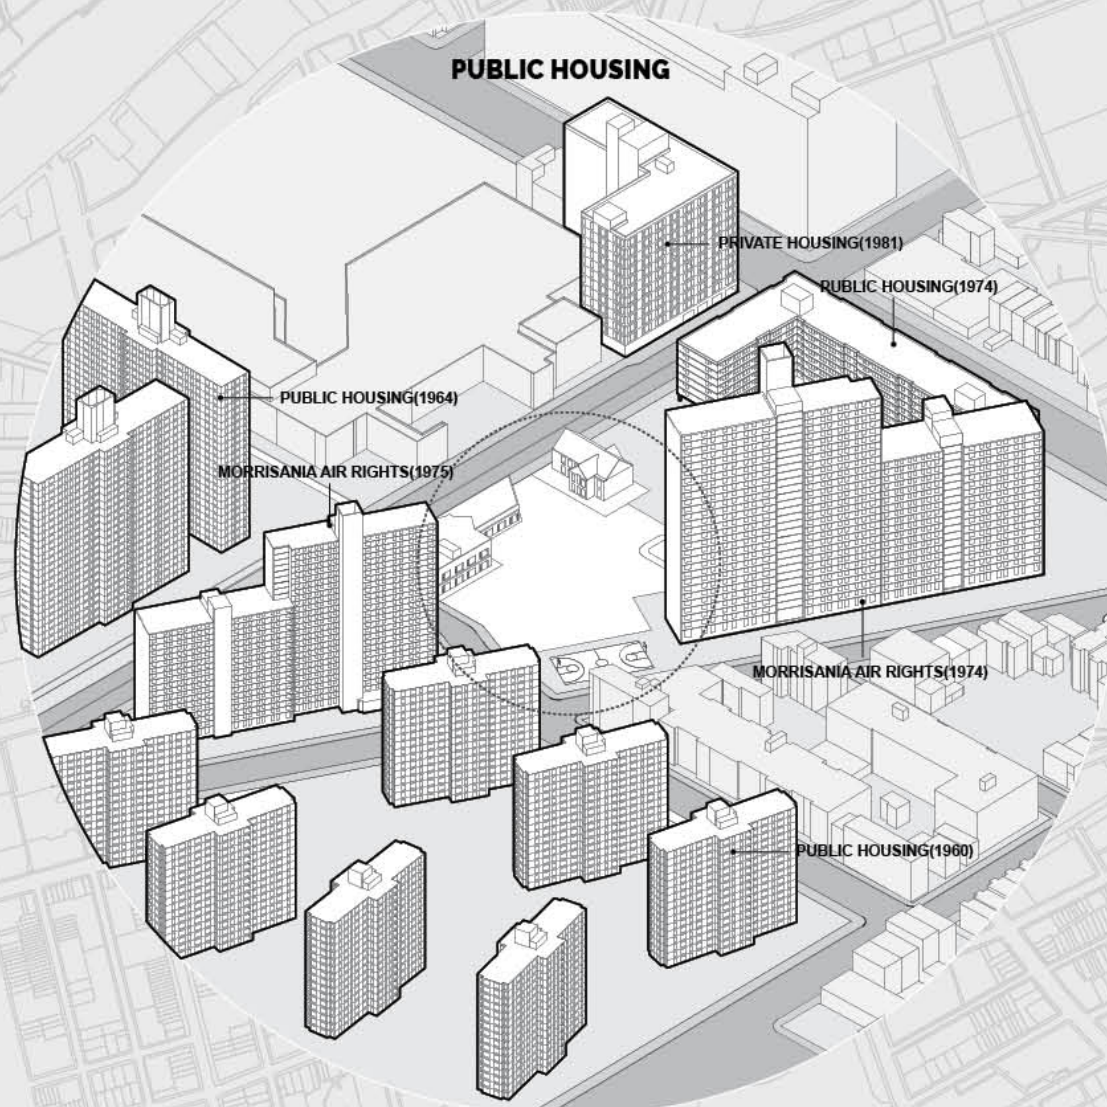 PUBLIC HOUSING
PRIVATE HOUSING(1981)
PUBLIC HOUSING(1974)
PUBLIC HOUSING(1964)
MORRISANIA AIR RIGHTS(1975)
MORRISANIA AIR RIGHTS(1974)
PUBLIC HOUSING(1960)